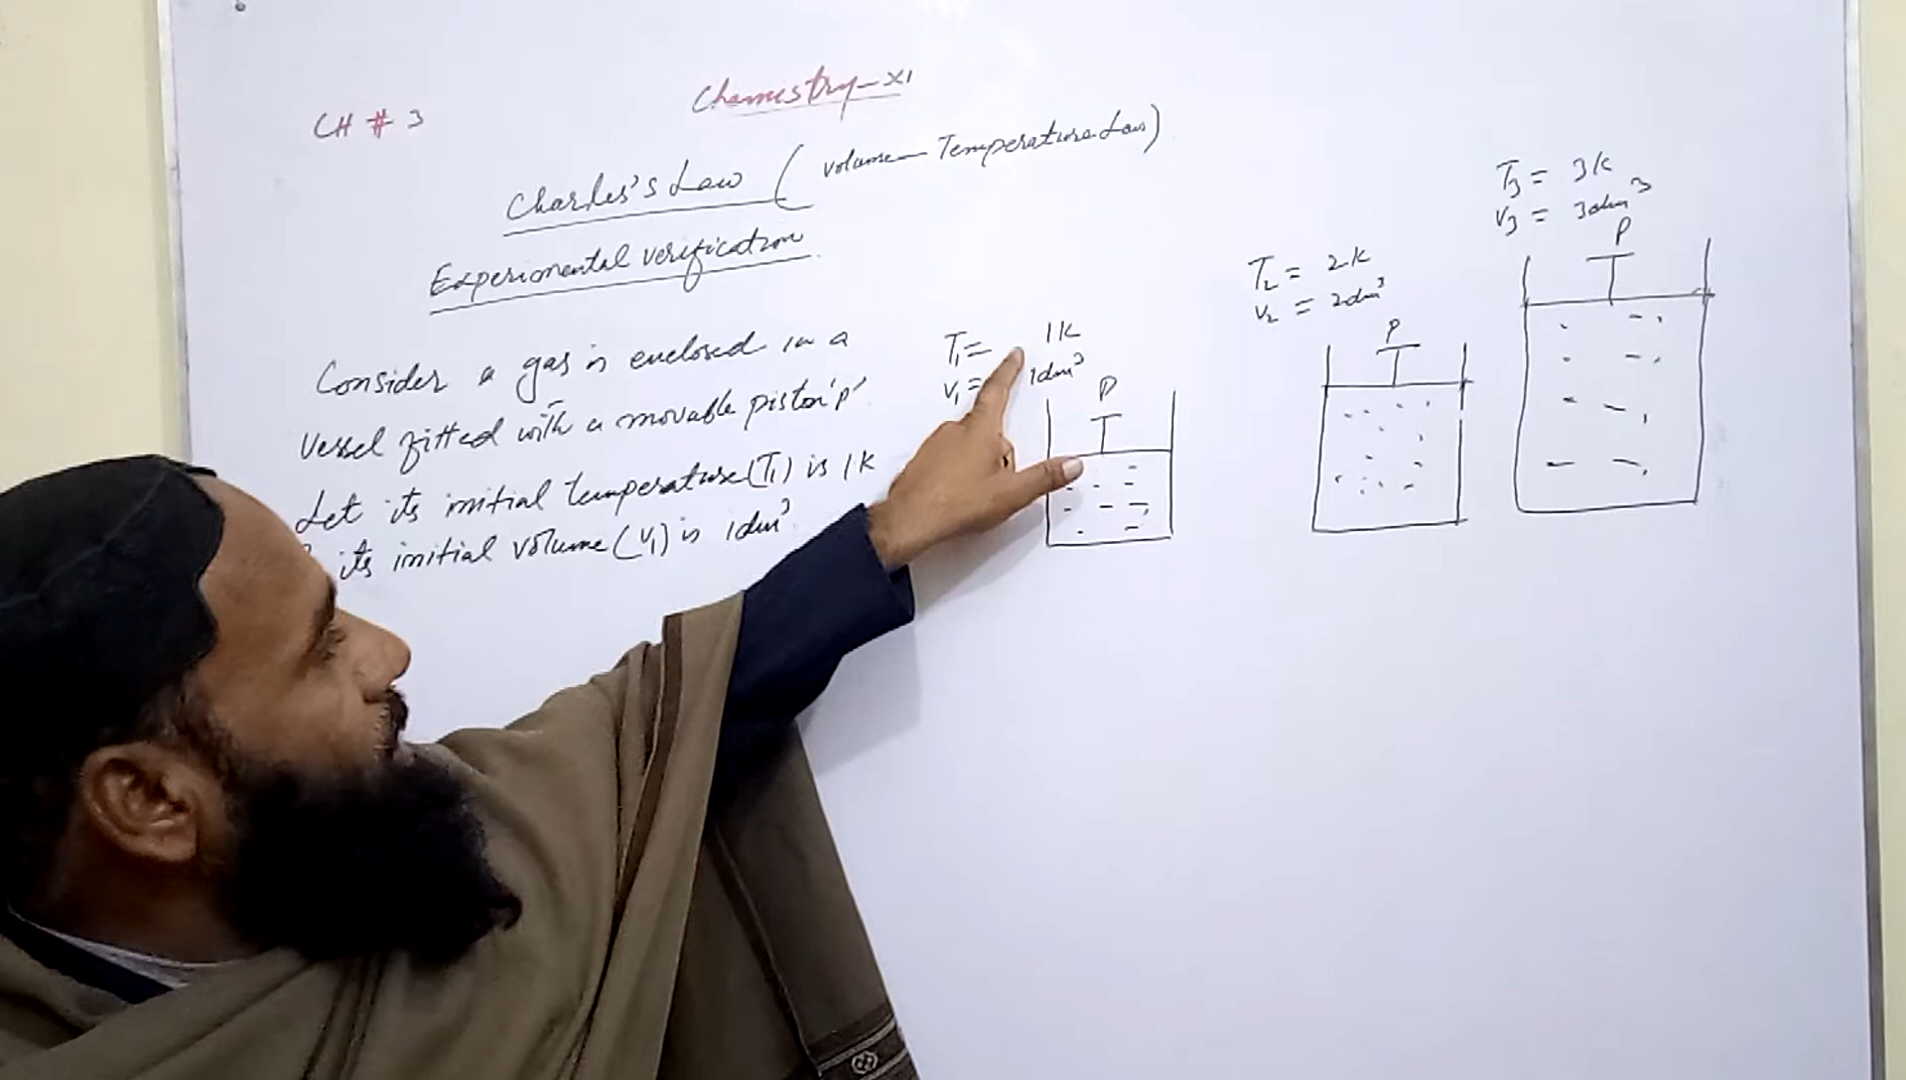 Chemistry-XI
CH # 3
Charles's Law ( Volume - Temperature Law)
Experimental verification
Consider a gas is enclosed in a
vessel fitted with a movable piston 'P'
Let its initial temperature (T1) is 1K
its initial volume (V1) is 1dm³
T1 = 1K
V1 = 1dm³
P
T2 = 2K
V2 = 2dm³
P
T3 = 3K
V3 = 3dm³
P